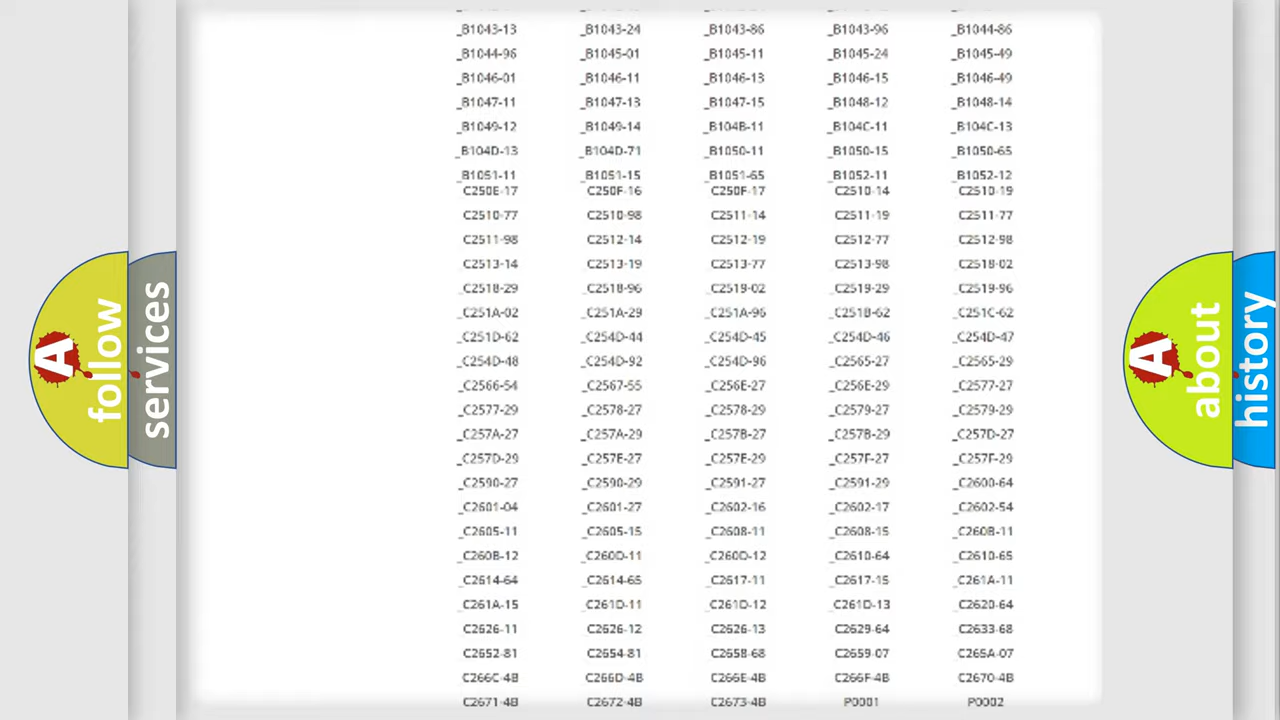 _B1043-13 _B1043-24 _B1043-86 _B1043-96 _B1044-86
_B1044-96 _B1045-01 _B1045-11 _B1045-24 _B1045-49
_B1046-01 _B1046-11 _B1046-13 _B1046-15 _B1046-49
_B1047-11 _B1047-13 _B1047-15 _B1048-12 _B1048-14
_B1049-12 _B1049-14 _B104B-11 _B104C-11 _B104C-13
_B104D-13 _B104D-71 _B1050-11 _B1050-15 _B1050-65
_B1051-11 _B1051-15 _B1051-65 _B1052-11 _B1052-12
C250E-17 C250F-16 C250F-17 C2510-14 C2510-19
C2510-77 C2510-98 C2511-14 C2511-19 C2511-77
C2511-98 C2512-14 C2512-19 C2512-77 C2512-98
C2513-14 C2513-19 C2513-77 C2513-98 C2518-02
_C2518-29 _C2518-96 _C2519-02 _C2519-29 _C2519-96
_C251A-02 _C251A-29 _C251A-96 _C251B-62 _C251C-62
_C251D-62 _C254D-44 _C254D-45 _C254D-46 _C254D-47
_C254D-48 _C254D-92 _C254D-96 _C2565-27 _C2565-29
_C2566-54 _C2567-55 _C256E-27 _C256E-29 _C2577-27
_C2577-29 _C2578-27 _C2578-29 _C2579-27 _C2579-29
_C257A-27 _C257A-29 _C257B-27 _C257B-29 _C257D-27
_C257D-29 _C257E-27 _C257E-29 _C257F-27 _C257F-29
_C2590-27 _C2590-29 _C2591-27 _C2591-29 _C2600-64
_C2601-04 _C2601-27 _C2602-16 _C2602-17 _C2602-54
_C2605-11 _C2605-15 _C2608-11 _C2608-15 _C260B-11
_C260B-12 _C260D-11 _C260D-12 _C2610-64 _C2610-65
_C2614-64 _C2614-65 _C2617-11 _C2617-15 _C261A-11
_C261A-15 _C261D-11 _C261D-12 _C261D-13 _C2620-64
C2626-11 C2626-12 C2626-13 C2629-64 C2633-68
C2652-81 C2654-81 C2658-68 C2659-07 C265A-07
C266C-4B C266D-4B C266E-4B C266F-4B C2670-4B
C2671-4B C2672-4B C2673-4B P0001 P0002
A
follow
services
A
about
history